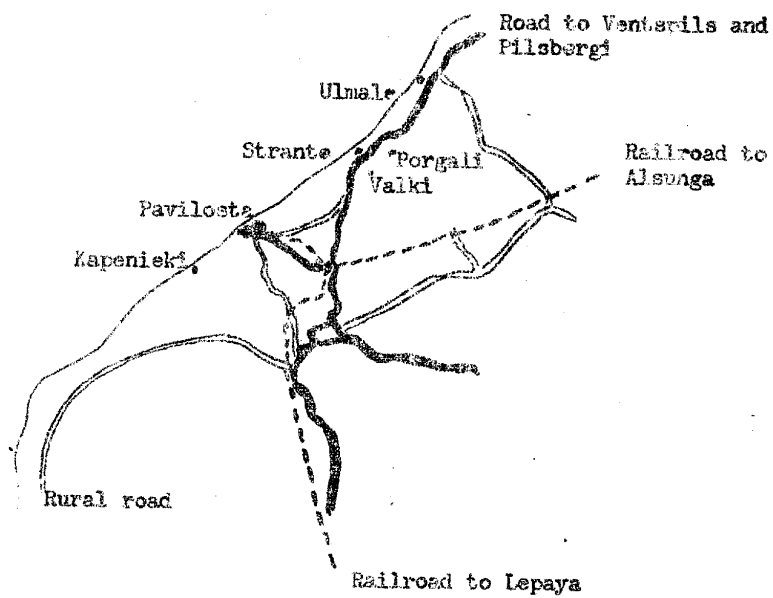 Road to Ventspils and
Pilsbergi
Ulmale
Strante
Porgali
Valki
Railroad to
Alsunga
Pavilosta
Kapenieki
Rural road
Railroad to Lepaya